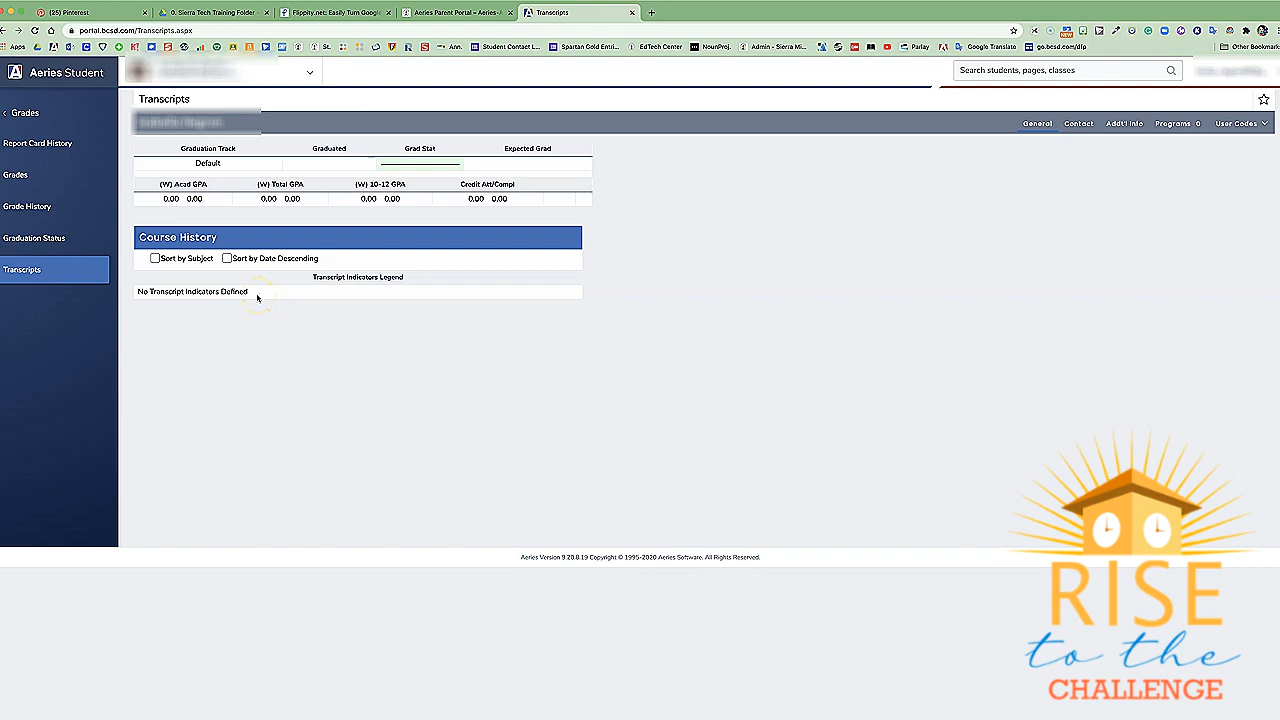 (25) Pinterest
0. Sierra Tech Training Folder -
Flippity.net: Easily Turn Google
Aeries Parent Portal – Aeries
Transcripts
portal.bcsd.com/Transcripts.aspx
Apps
St.
Ann.
Student Contact L...
Spartan Gold Entri...
EdTech Center
NounProj.
Admin - Sierra Mi...
Parlay
Google Translate
go.bcsd.com/dfp
Other Bookmarks
Aeries Student
Search students, pages, classes
Grades
Transcripts
Report Card History
General
Contact
Addt'l Info
Programs 0
User Codes
Grades
Grade History
Graduation Status
Transcripts
Graduation Track Graduated Grad Stat Expected Grad
Default
(W) Acad GPA (W) Total GPA (W) 10-12 GPA Credit Att/Compl
0.00 0.00 0.00 0.00 0.00 0.00 0.00 0.00
Course History
Sort by Subject Sort by Date Descending
Transcript Indicators Legend
No Transcript Indicators Defined
Aeries Version 9.20.8.19 Copyright © 1995-2020 Aeries Software. All Rights Reserved.
RISE
to the
CHALLENGE